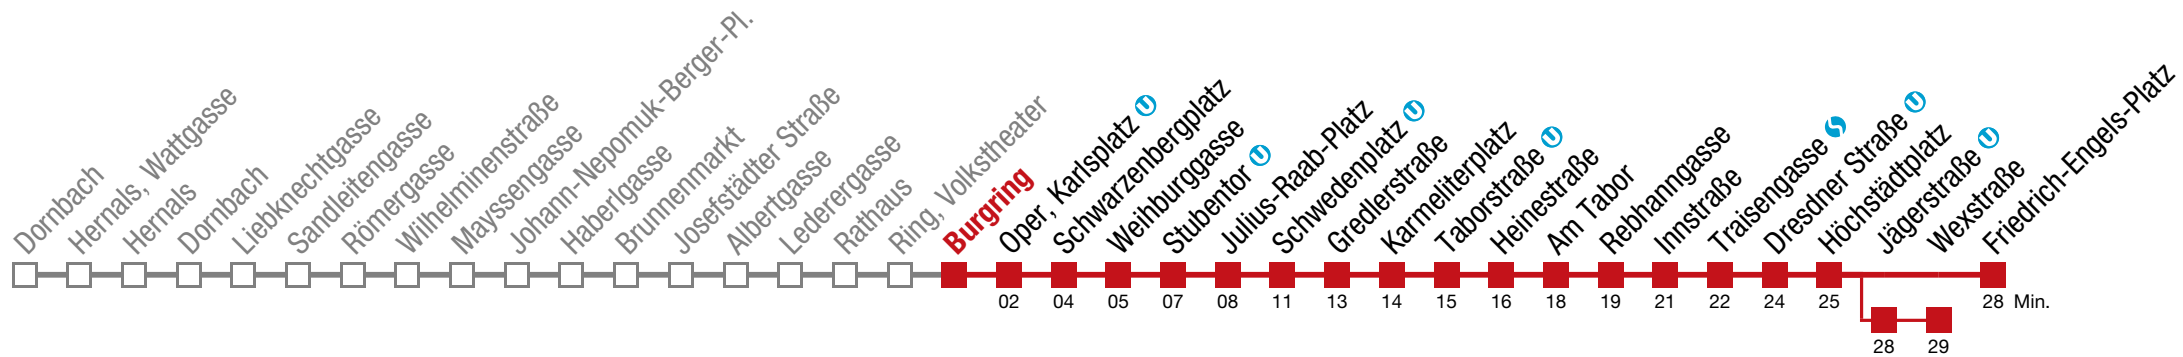 Dornbach
Hernals, Wattgasse
Hernals
Dornbach
Liebknechtgasse
Sandleitengasse
Römergasse
Wilhelminenstraße
Mayssengasse
Johann-Nepomuk-Berger-Pl.
Haberlgasse
Brunnenmarkt
Josefstädter Straße
Albertgasse
Lederergasse
Rathaus
Ring, Volkstheater
Burgring
Oper, Karlsplatz U
Schwarzenbergplatz
Weihburggasse
Stubentor U
Julius-Raab-Platz
Schwedenplatz U
Gredlerstraße
Karmeliterplatz
Taborstraße U
Heinestraße
Am Tabor
Rebhanngasse
Innstraße
Traisengasse S
Dresdner Straße U
Höchstädtplatz
Jägerstraße U
Wexstraße
Friedrich-Engels-Platz
02 04 05 07 08 11 13 14 15 16 18 19 21 22 24 25 28 Min.
28 29